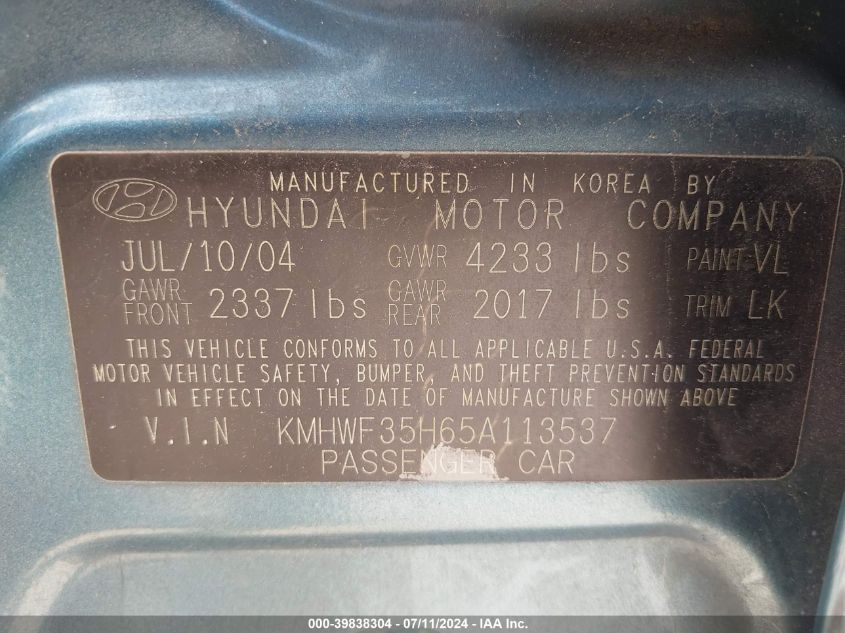 MANUFACTURED IN KOREA BY
HYUNDAI MOTOR COMPANY
JUL/10/04 GVWR 4233 lbs PAINT VL
GAWR FRONT 2337 lbs GAWR REAR 2017 lbs TRIM LK
THIS VEHICLE CONFORMS TO ALL APPLICABLE U.S.A. FEDERAL
MOTOR VEHICLE SAFETY, BUMPER, AND THEFT PREVENTION STANDARDS
IN EFFECT ON THE DATE OF MANUFACTURE SHOWN ABOVE
V.I.N KMHWF35H65A113537
PASSENGER CAR
000-39838304 - 07/11/2024 - IAA Inc.